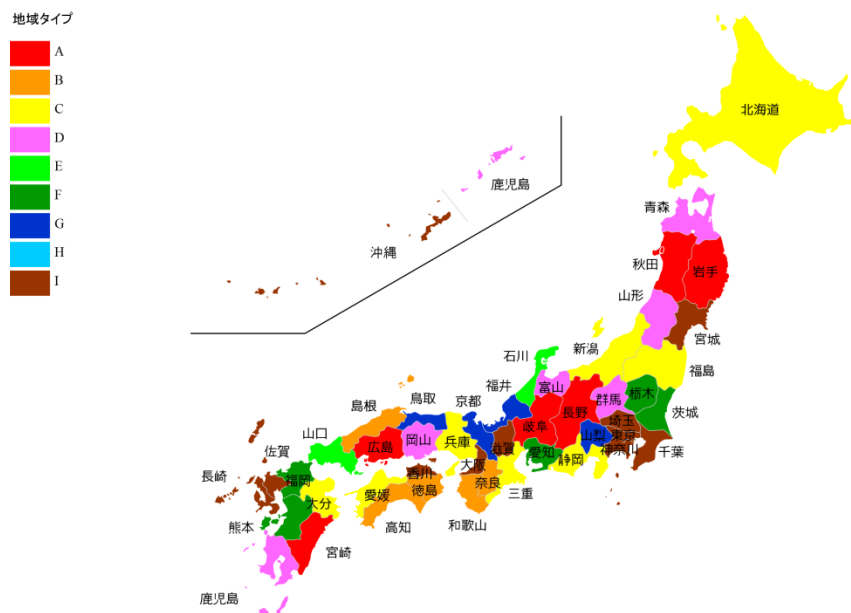 地域タイプ
A
B
C
D
E
F
G
H
I
北海道
鹿児島
青森
沖縄
秋田
岩手
山形
宮城
新潟
石川
福島
福井
富山
群馬
栃木
鳥取
京都
島根
長野
茨城
埼玉
山口
岐阜
山梨
東京
佐賀
広島
岡山
兵庫
滋賀
愛知
静岡
神奈川
千葉
大阪
長崎
福岡
香川
奈良
三重
大分
愛媛
徳島
熊本
高知
和歌山
宮崎
鹿児島